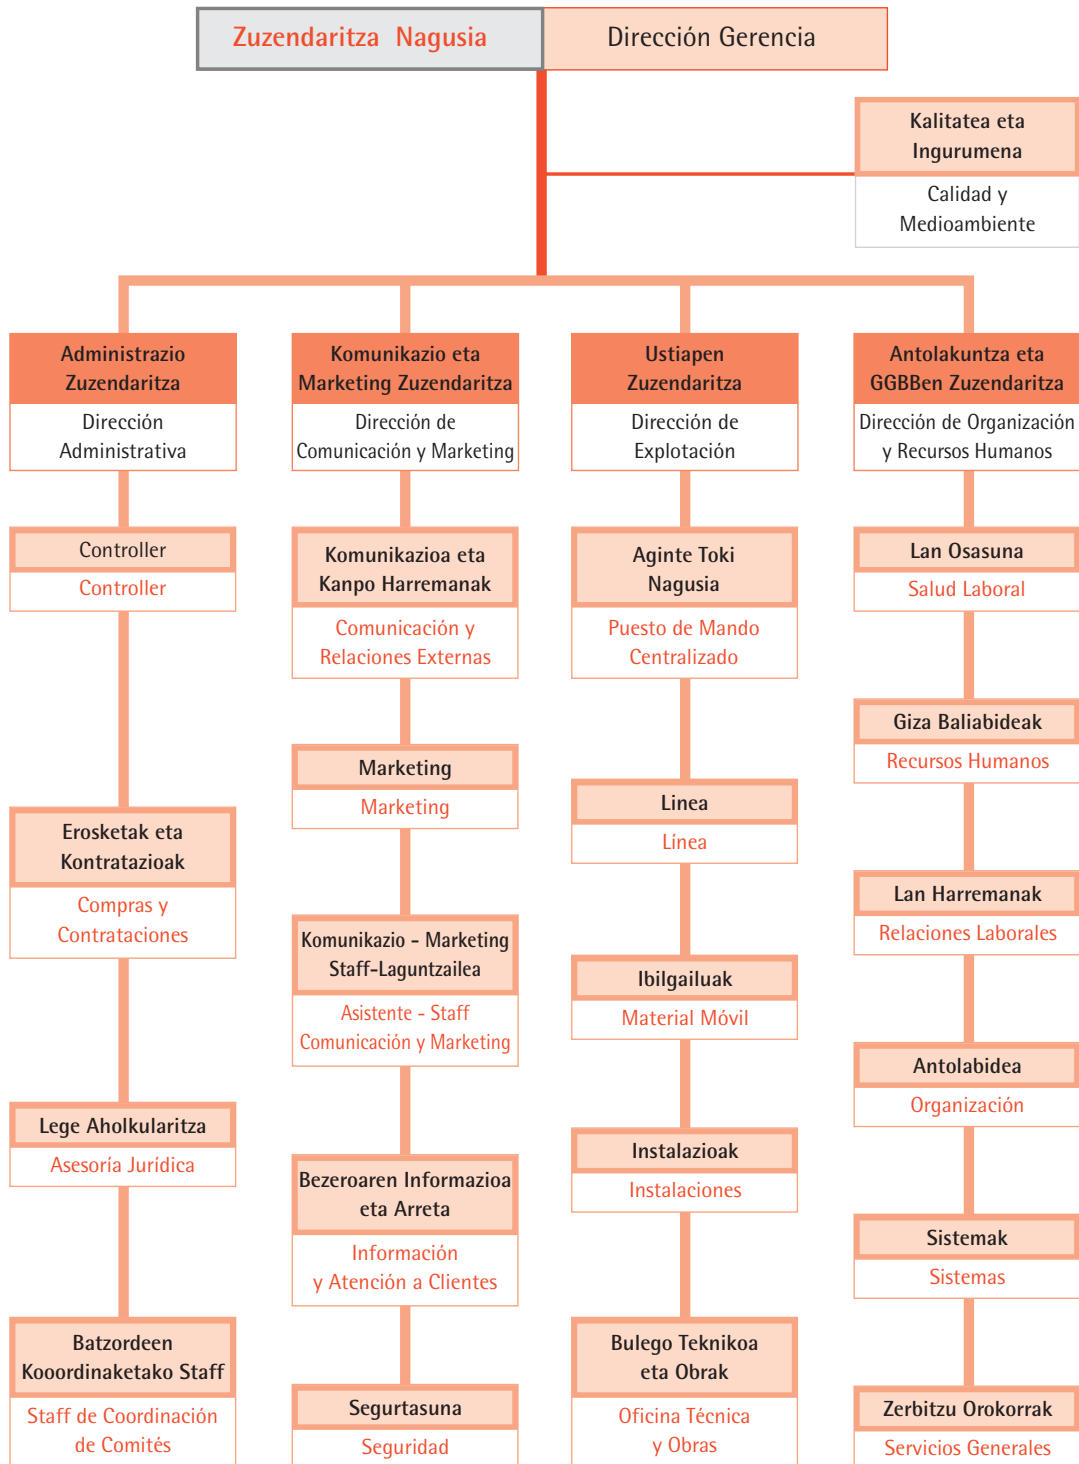 Zuzendaritza Nagusia
Dirección Gerencia
Kalitatea eta
Ingurumena
Calidad y
Medioambiente
Administrazio
Zuzendaritza
Dirección
Administrativa
Controller
Controller
Erosketak eta
Kontratazioak
Compras y
Contrataciones
Lege Aholkularitza
Asesoría Jurídica
Batzordeen
Kooordinaketako Staff
Staff de Coordinación
de Comités
Komunikazio eta
Marketing Zuzendaritza
Dirección de
Comunicación y Marketing
Komunikazioa eta
Kanpo Harremanak
Comunicación y
Relaciones Externas
Marketing
Marketing
Komunikazio - Marketing
Staff-Laguntzailea
Asistente - Staff
Comunicación y Marketing
Bezeroaren Informazioa
eta Arreta
Información
y Atención a Clientes
Segurtasuna
Seguridad
Ustiapen
Zuzendaritza
Dirección de
Explotación
Aginte Toki
Nagusia
Puesto de Mando
Centralizado
Linea
Línea
Ibilgailuak
Material Móvil
Instalazioak
Instalaciones
Bulego Teknikoa
eta Obrak
Oficina Técnica
y Obras
Antolakuntza eta
GGBBen Zuzendaritza
Dirección de Organización
y Recursos Humanos
Lan Osasuna
Salud Laboral
Giza Baliabideak
Recursos Humanos
Lan Harremanak
Relaciones Laborales
Antolabidea
Organización
Sistemak
Sistemas
Zerbitzu Orokorrak
Servicios Generales